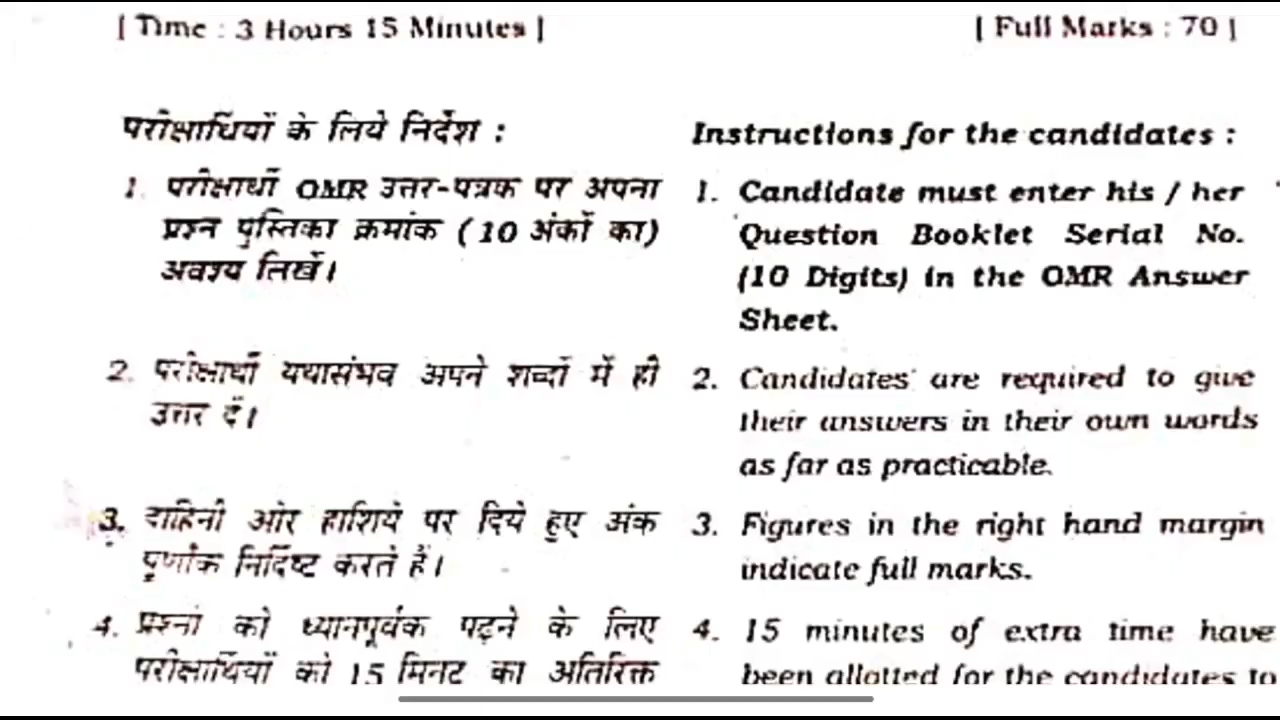 [ Time : 3 Hours 15 Minutes ]
[ Full Marks : 70 ]
परीक्षार्थियों के लिये निर्देश :
1. परीक्षार्थी OMR उत्तर-पत्रक पर अपना
प्रश्न पुस्तिका क्रमांक ( 10 अंकों का )
अवश्य लिखें।
2. परीक्षार्थी यथासंभव अपने शब्दों में ही
उत्तर दें।
3. दाहिनी ओर हाशिये पर दिये हुए अंक
पूर्णांक निर्दिष्ट करते हैं।
4. प्रश्नों को ध्यानपूर्वक पढ़ने के लिए
परीक्षार्थियों को 15 मिनट का अतिरिक्त
Instructions for the candidates :
1. Candidate must enter his / her
Question Booklet Serial No.
(10 Digits) in the OMR Answer
Sheet.
2. Candidates are required to give
their answers in their own words
as far as practicable.
3. Figures in the right hand margin
indicate full marks.
4. 15 minutes of extra time have
been allotted for the candidates to